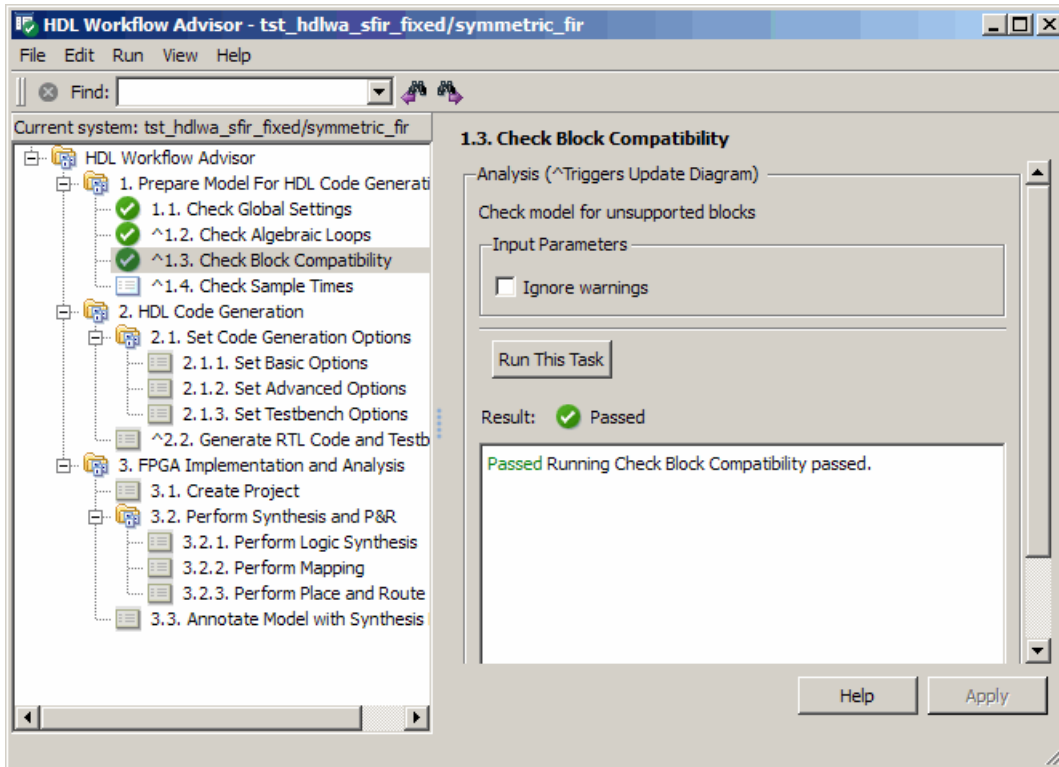 HDL Workflow Advisor - tst_hdlwa_sfir_fixed/symmetric_fir
File Edit Run View Help
Find:
Current system: tst_hdlwa_sfir_fixed/symmetric_fir
HDL Workflow Advisor
1. Prepare Model For HDL Code Generati
1.1. Check Global Settings
^1.2. Check Algebraic Loops
^1.3. Check Block Compatibility
^1.4. Check Sample Times
2. HDL Code Generation
2.1. Set Code Generation Options
2.1.1. Set Basic Options
2.1.2. Set Advanced Options
2.1.3. Set Testbench Options
^2.2. Generate RTL Code and Testb
3. FPGA Implementation and Analysis
3.1. Create Project
3.2. Perform Synthesis and P&R
3.2.1. Perform Logic Synthesis
3.2.2. Perform Mapping
3.2.3. Perform Place and Route
3.3. Annotate Model with Synthesis
1.3. Check Block Compatibility
Analysis (^Triggers Update Diagram)
Check model for unsupported blocks
Input Parameters
Ignore warnings
Run This Task
Result: Passed
Passed Running Check Block Compatibility passed.
Help Apply